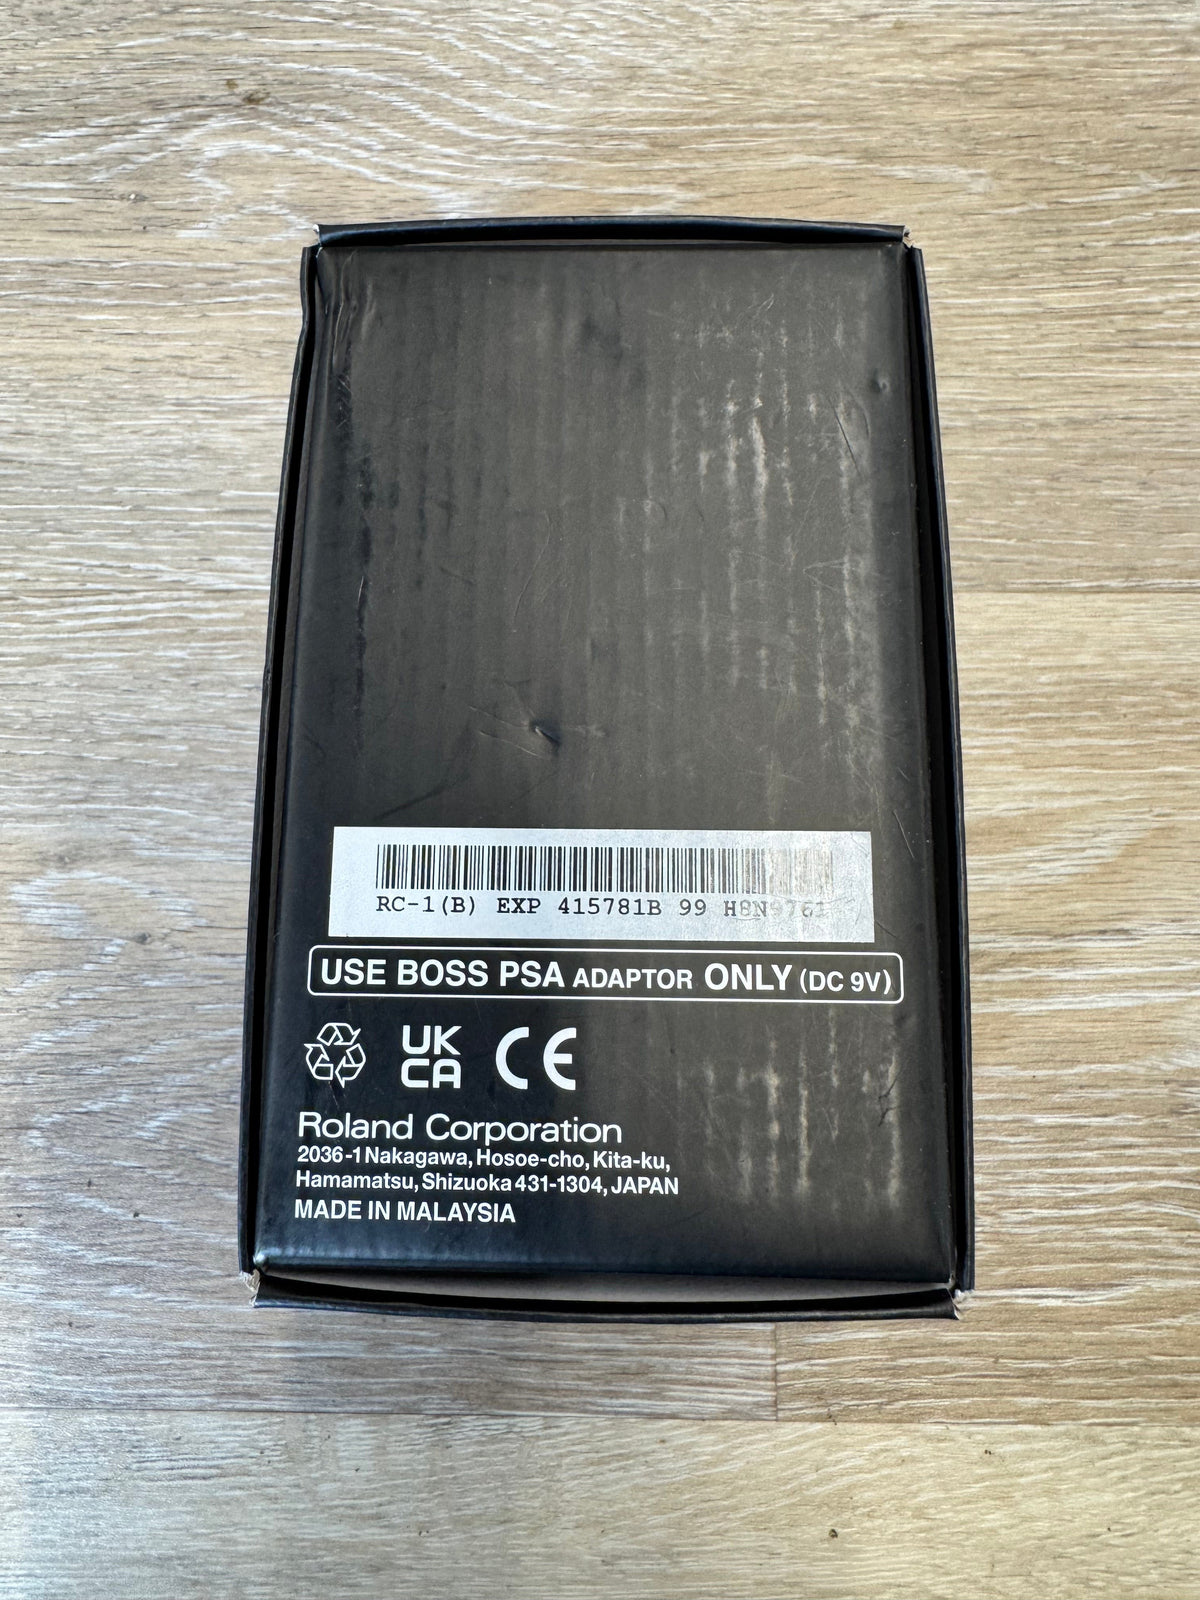 RC-1(B) EXP 415781B 99 H8N9761
USE BOSS PSA ADAPTOR ONLY (DC 9V)
UK
CA
CE
Roland Corporation
2036-1 Nakagawa, Hosoe-cho, Kita-ku,
Hamamatsu, Shizuoka 431-1304, JAPAN
MADE IN MALAYSIA